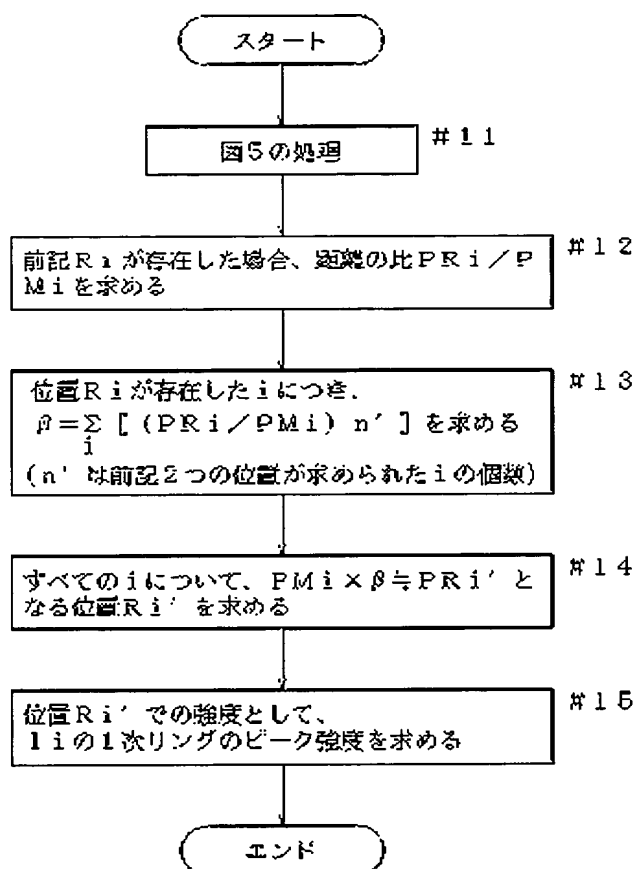 スタート
図5の処理
#11
前記Riが存在した場合、距離の比PRi/P
Miを求める
#12
位置Riが存在したiにつき、
β=Σ[(PRi/PMi)n']を求める
i
(n'は前記2つの位置が求められたiの個数)
#13
すべてのiについて、PMi×β≒PRi'と
なる位置Ri'を求める
#14
位置Ri'での強度として、
liの1次リングのピーク強度を求める
#15
エンド